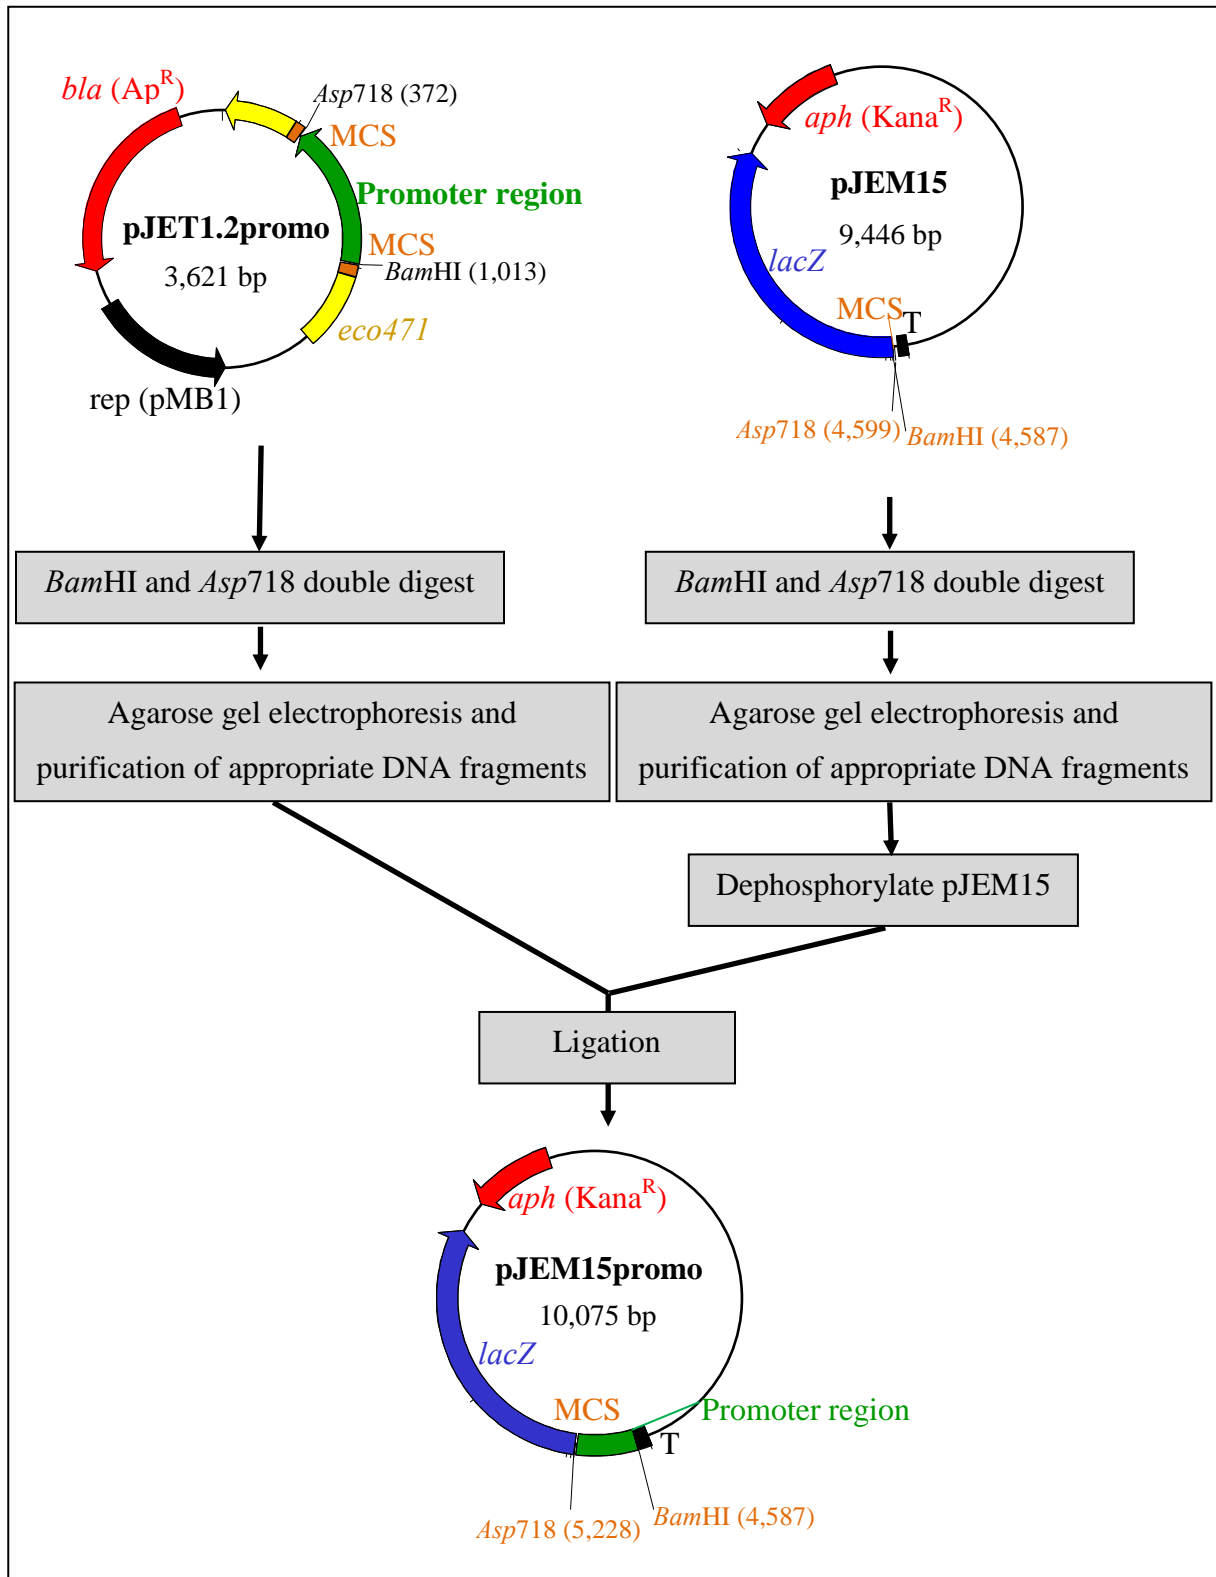 bla (Ap^R)
Asp718 (372)
MCS
Promoter region
pJET1.2promo
3,621 bp
MCS
BamHI (1,013)
eco471
rep (pMB1)
aph (Kana^R)
pJEM15
9,446 bp
lacZ
MCS
T
Asp718 (4,599)
BamHI (4,587)
BamHI and Asp718 double digest
BamHI and Asp718 double digest
Agarose gel electrophoresis and
purification of appropriate DNA fragments
Agarose gel electrophoresis and
purification of appropriate DNA fragments
Dephosphorylate pJEM15
Ligation
aph (Kana^R)
pJEM15promo
10,075 bp
lacZ
MCS
Promoter region
T
Asp718 (5,228)
BamHI (4,587)